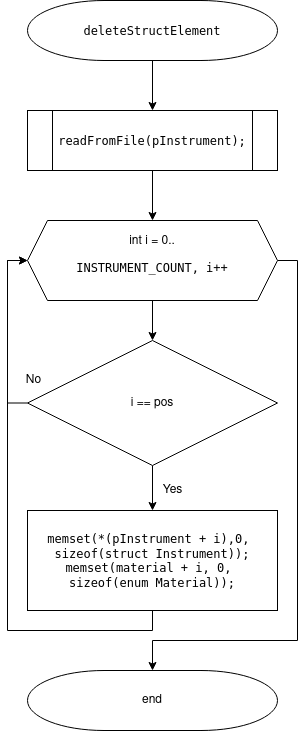 deleteStructElement
readFromFile(pInstrument);
int i = 0..
INSTRUMENT_COUNT, i++
No
i == pos
Yes
memset(*(pInstrument + i),0,
sizeof(struct Instrument));
memset(material + i, 0,
sizeof(enum Material));
end